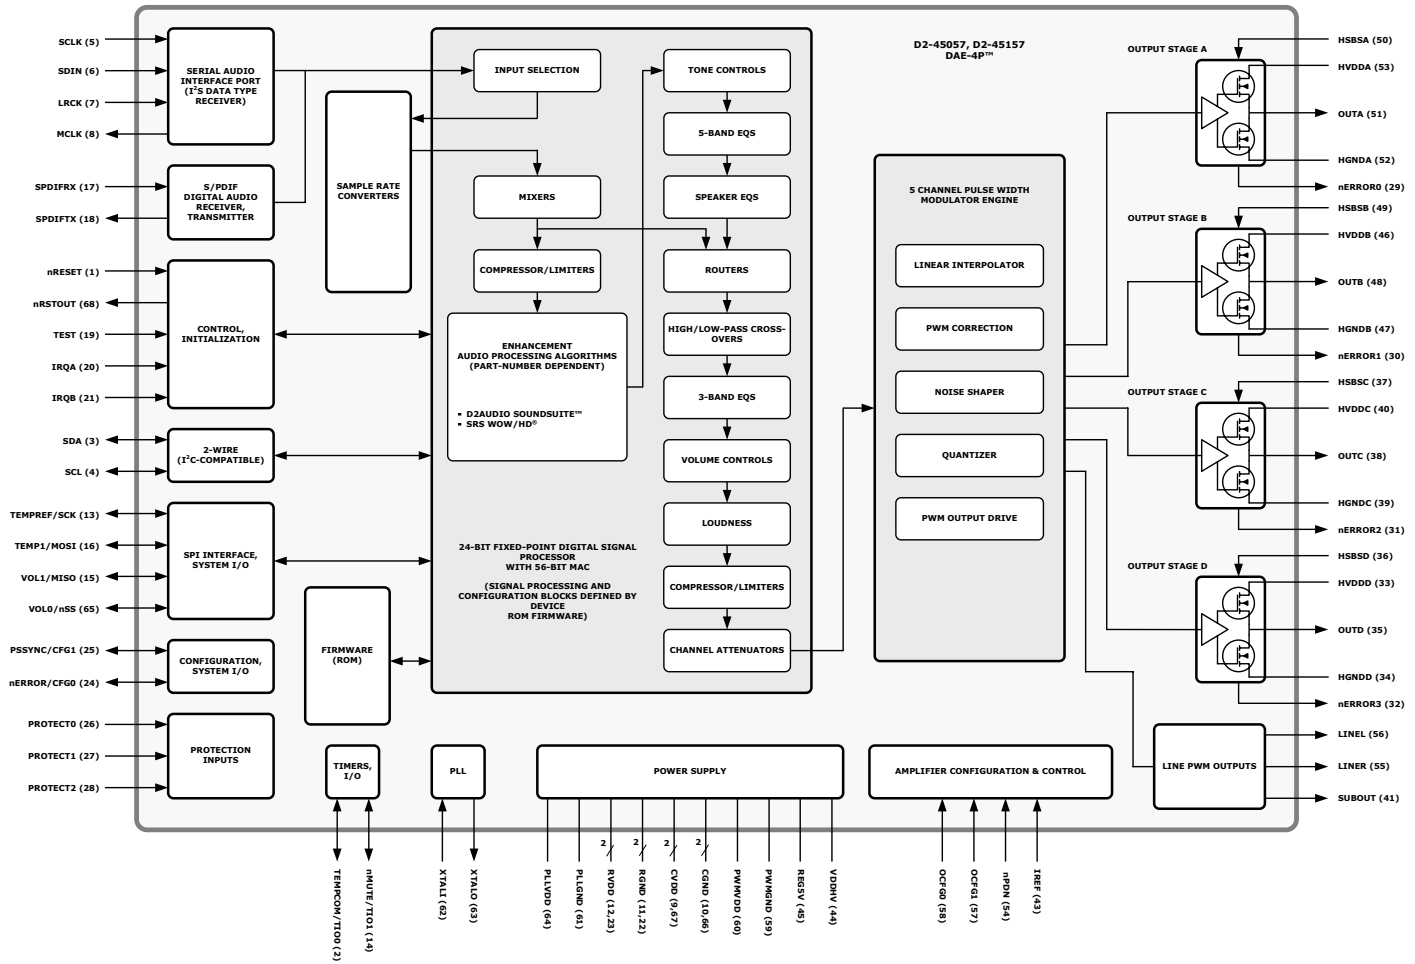 D2-45057, D2-45157
DAE-4P™
SCLK (5)
SDIN (6)
LRCK (7)
MCLK (8)
SERIAL AUDIO
INTERFACE PORT
(I²S DATA TYPE
RECEIVER)
SPDIFRX (17)
SPDIFTX (18)
S/PDIF
DIGITAL AUDIO
RECEIVER,
TRANSMITTER
nRESET (1)
nRSTOUT (68)
TEST (19)
IRQA (20)
IRQB (21)
CONTROL,
INITIALIZATION
SDA (3)
SCL (4)
2-WIRE
(I²C-COMPATIBLE)
TEMPREF/SCK (13)
TEMP1/MOSI (16)
VOL1/MISO (15)
VOL0/nSS (65)
SPI INTERFACE,
SYSTEM I/O
PSSYNC/CFG1 (25)
nERROR/CFG0 (24)
CONFIGURATION,
SYSTEM I/O
PROTECT0 (26)
PROTECT1 (27)
PROTECT2 (28)
PROTECTION
INPUTS
SAMPLE RATE
CONVERTERS
FIRMWARE
(ROM)
INPUT SELECTION
MIXERS
COMPRESSOR/LIMITERS
ENHANCEMENT
AUDIO PROCESSING ALGORITHMS
(PART-NUMBER DEPENDENT)
▪ D2AUDIO SOUNDSUITE™
▪ SRS WOW/HD®
24-BIT FIXED-POINT DIGITAL SIGNAL
PROCESSOR
WITH 56-BIT MAC
(SIGNAL PROCESSING AND
CONFIGURATION BLOCKS DEFINED BY
DEVICE
ROM FIRMWARE)
TONE CONTROLS
5-BAND EQS
SPEAKER EQS
ROUTERS
HIGH/LOW-PASS CROSS-
OVERS
3-BAND EQS
VOLUME CONTROLS
LOUDNESS
COMPRESSOR/LIMITERS
CHANNEL ATTENUATORS
5 CHANNEL PULSE WIDTH
MODULATOR ENGINE
LINEAR INTERPOLATOR
PWM CORRECTION
NOISE SHAPER
QUANTIZER
PWM OUTPUT DRIVE
OUTPUT STAGE A
HSBSA (50)
HVDDA (53)
OUTA (51)
HGNDA (52)
nERROR0 (29)
OUTPUT STAGE B
HSBSB (49)
HVDDB (46)
OUTB (48)
HGNDB (47)
nERROR1 (30)
OUTPUT STAGE C
HSBSC (37)
HVDDC (40)
OUTC (38)
HGNDC (39)
nERROR2 (31)
OUTPUT STAGE D
HSBSD (36)
HVDDD (33)
OUTD (35)
HGNDD (34)
nERROR3 (32)
LINE PWM OUTPUTS
LINEL (56)
LINER (55)
SUBOUT (41)
TIMERS,
I/O
TEMPCOM/TIO0 (2)
nMUTE/TIO1 (14)
PLL
XTALI (62)
XTALO (63)
POWER SUPPLY
2
2
2
2
PLLVDD (64)
PLLGND (61)
RVDD (12,23)
RGND (11,22)
CVDD (9,67)
CGND (10,66)
PWMVDD (60)
PWMGND (59)
REG5V (45)
VDDHV (44)
AMPLIFIER CONFIGURATION & CONTROL
OCFG0 (58)
OCFG1 (57)
nPDN (54)
IREF (43)